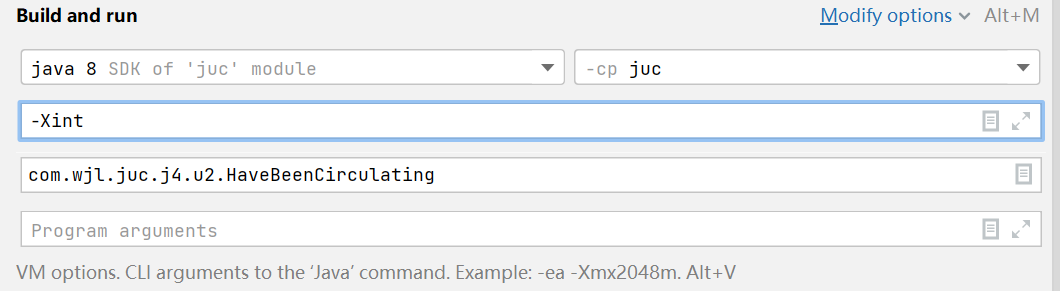 Build and run Modify options Alt+M
java 8 SDK of 'juc' module -cp juc
-Xint
com.wjl.juc.j4.u2.HaveBeenCirculating
Program arguments
VM options. CLI arguments to the ‘Java’ command. Example: -ea -Xmx2048m. Alt+V